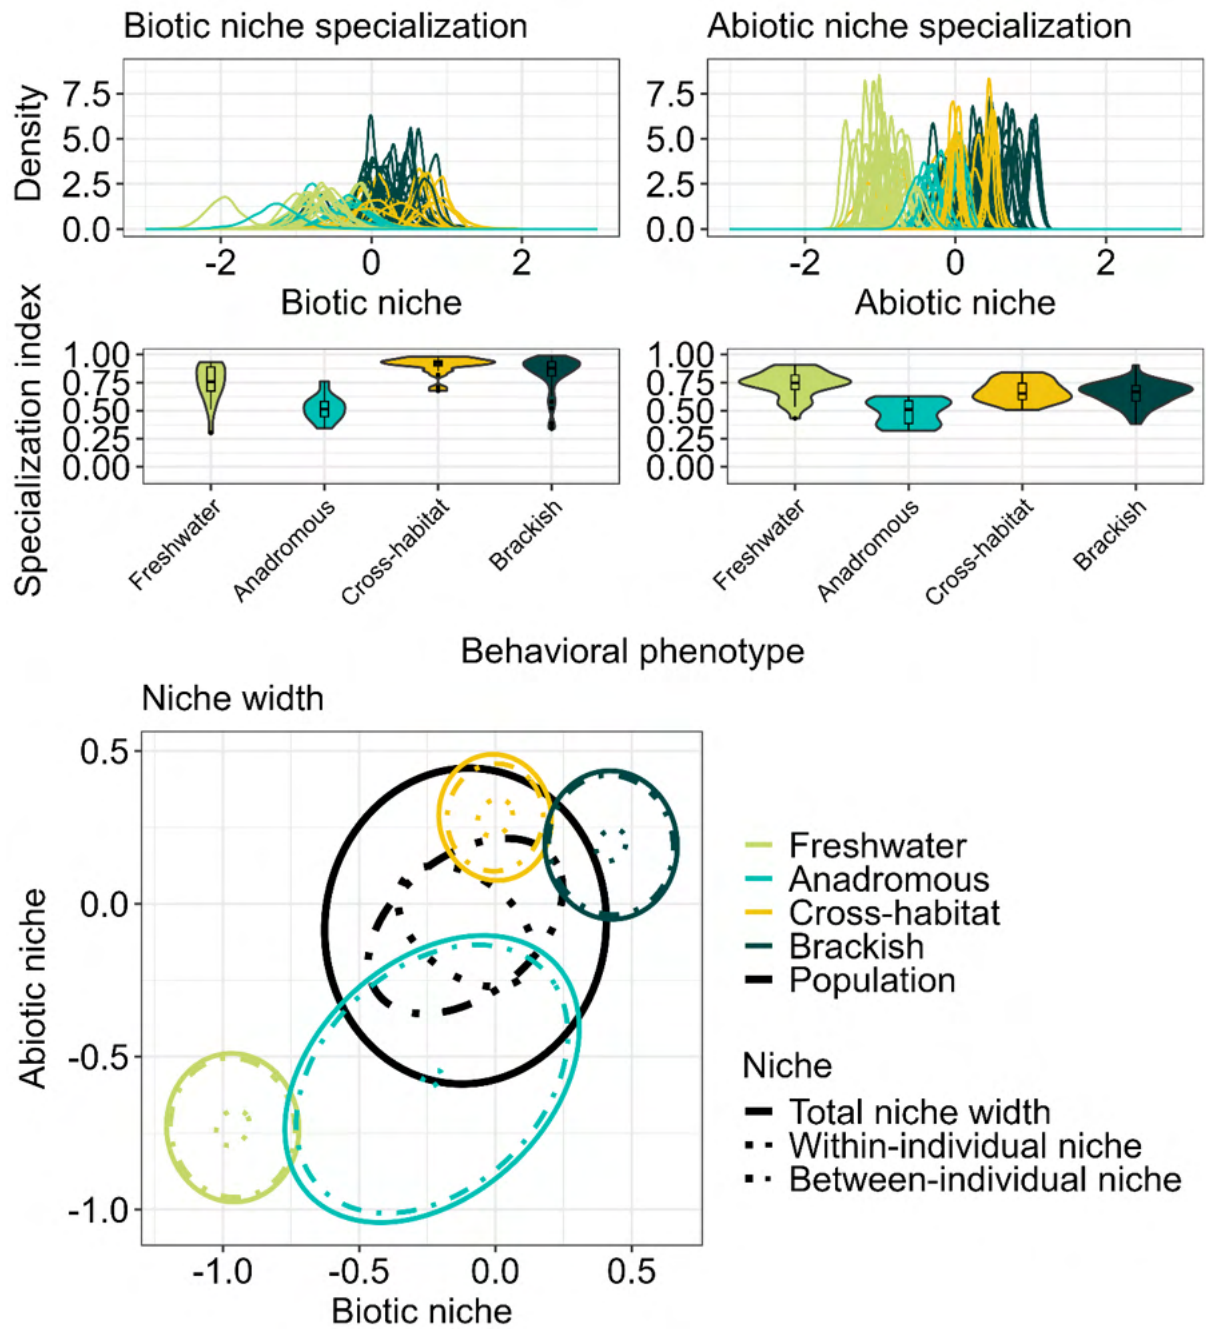 Biotic niche specialization
Abiotic niche specialization
Density
7.5
5.0
2.5
0.0
-2
0
2
Biotic niche
7.5
5.0
2.5
0.0
-2
0
2
Abiotic niche
Specialization index
1.00
0.75
0.50
0.25
0.00
Freshwater
Anadromous
Cross-habitat
Brackish
1.00
0.75
0.50
0.25
0.00
Freshwater
Anadromous
Cross-habitat
Brackish
Behavioral phenotype
Niche width
Abiotic niche
0.5
0.0
-0.5
-1.0
-1.0
-0.5
0.0
0.5
Biotic niche
Freshwater
Anadromous
Cross-habitat
Brackish
Population
Niche
Total niche width
Within-individual niche
Between-individual niche